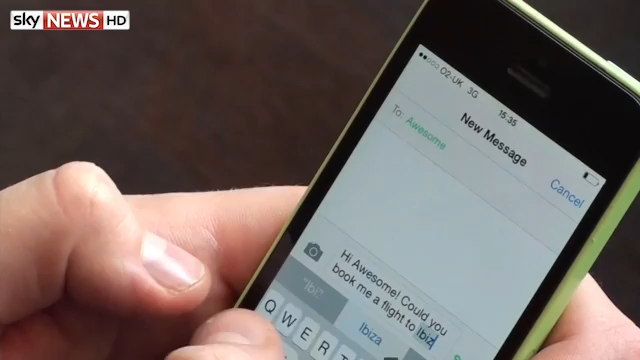 sky NEWS HD
O2-UK 3G
15:35
New Message
To: Awesome
Cancel
Hi Awesome! Could you
book me a flight to Ibiz
"Ibiz"
Ibiza
QWERT